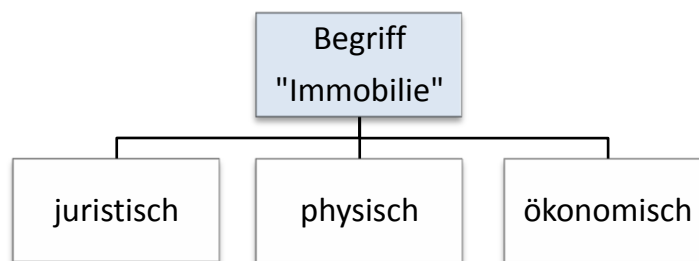 Begriff
"Immobilie"
juristisch
physisch
ökonomisch